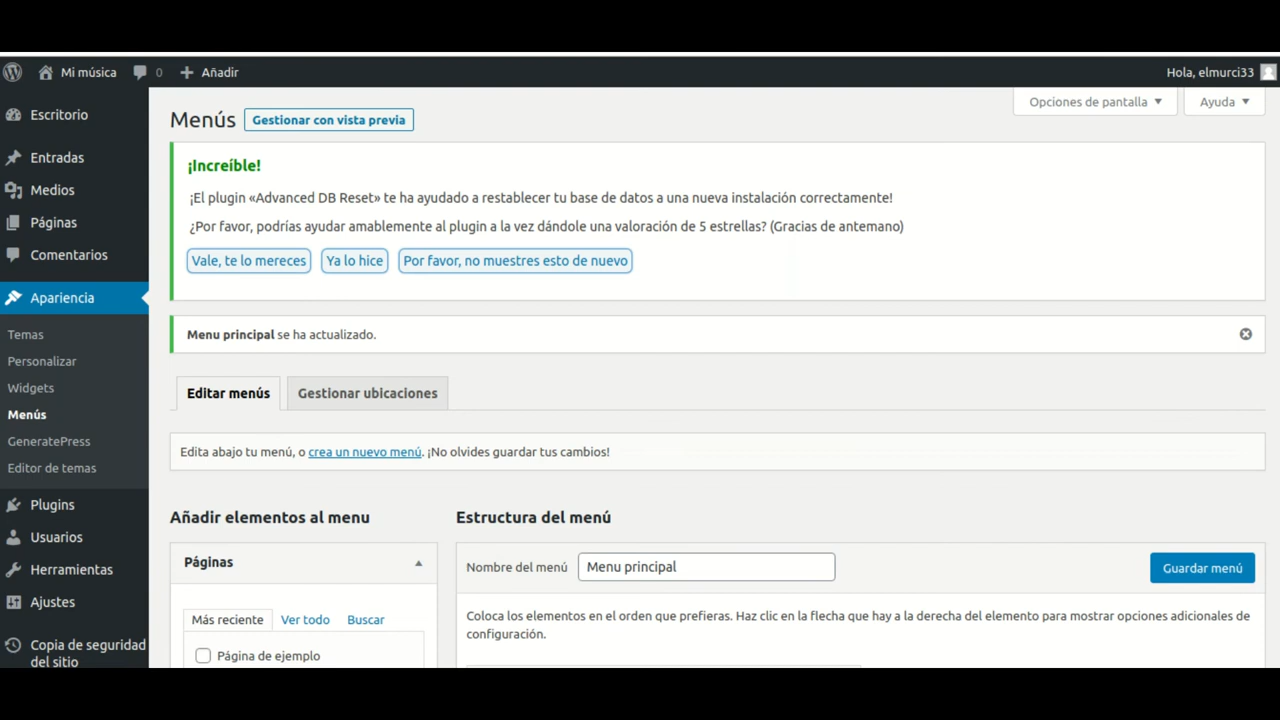 Mi música
0
Añadir
Hola, elmurci33
Escritorio
Entradas
Medios
Páginas
Comentarios
Apariencia
Temas
Personalizar
Widgets
Menús
GeneratePress
Editor de temas
Plugins
Usuarios
Herramientas
Ajustes
Copia de seguridad
del sitio
Opciones de pantalla
Ayuda
Menús
Gestionar con vista previa
¡Increíble!
¡El plugin «Advanced DB Reset» te ha ayudado a restablecer tu base de datos a una nueva instalación correctamente!
¿Por favor, podrías ayudar amablemente al plugin a la vez dándole una valoración de 5 estrellas? (Gracias de antemano)
Vale, te lo mereces
Ya lo hice
Por favor, no muestres esto de nuevo
Menu principal se ha actualizado.
Editar menús
Gestionar ubicaciones
Edita abajo tu menú, o crea un nuevo menú. ¡No olvides guardar tus cambios!
Añadir elementos al menu
Páginas
Más reciente
Ver todo
Buscar
Página de ejemplo
Estructura del menú
Nombre del menú
Menu principal
Guardar menú
Coloca los elementos en el orden que prefieras. Haz clic en la flecha que hay a la derecha del elemento para mostrar opciones adicionales de
configuración.